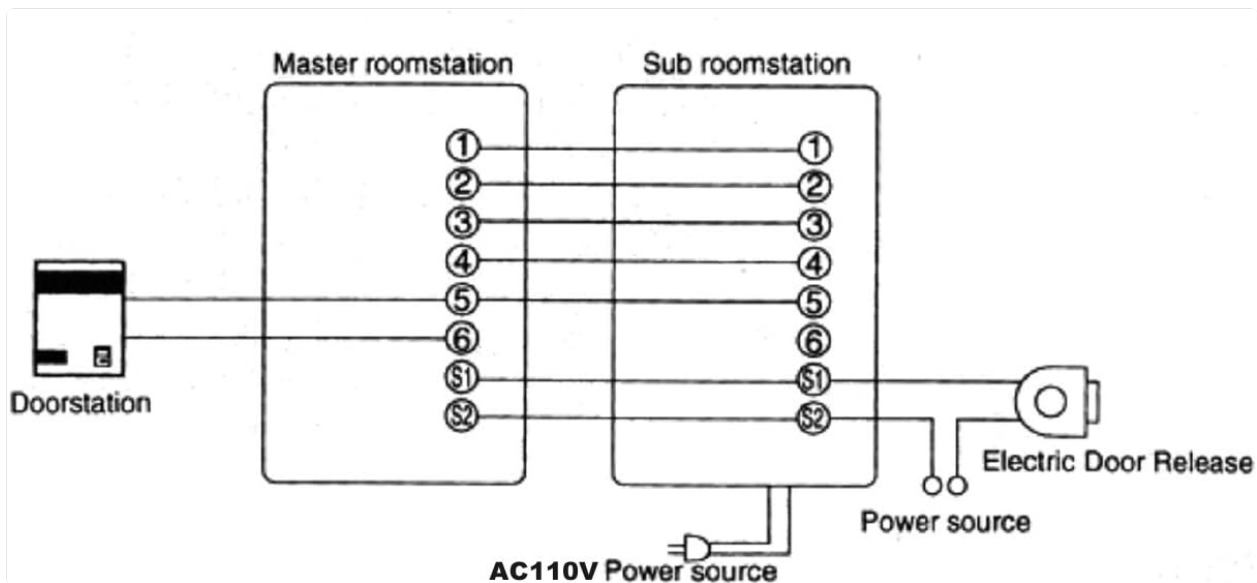 Master roomstation
Sub roomstation
1 1
2 2
3 3
4 4
5 5
6 6
S1 S1
S2 S2
Doorstation
Electric Door Release
Power source
AC110V Power source